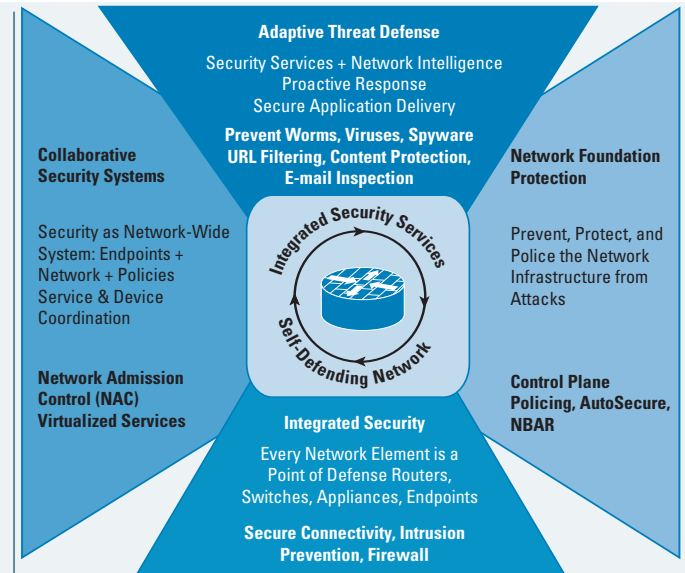 Adaptive Threat Defense
Security Services + Network Intelligence
Proactive Response
Secure Application Delivery
Prevent Worms, Viruses, Spyware
URL Filtering, Content Protection,
E-mail Inspection
Collaborative
Security Systems
Security as Network-Wide
System: Endpoints +
Network + Policies
Service & Device
Coordination
Network Admission
Control (NAC)
Virtualized Services
Integrated Security Services
Self-Defending Network
Network Foundation
Protection
Prevent, Protect, and
Police the Network
Infrastructure from
Attacks
Control Plane
Policing, AutoSecure,
NBAR
Integrated Security
Every Network Element is a
Point of Defense Routers,
Switches, Appliances, Endpoints
Secure Connectivity, Intrusion
Prevention, Firewall